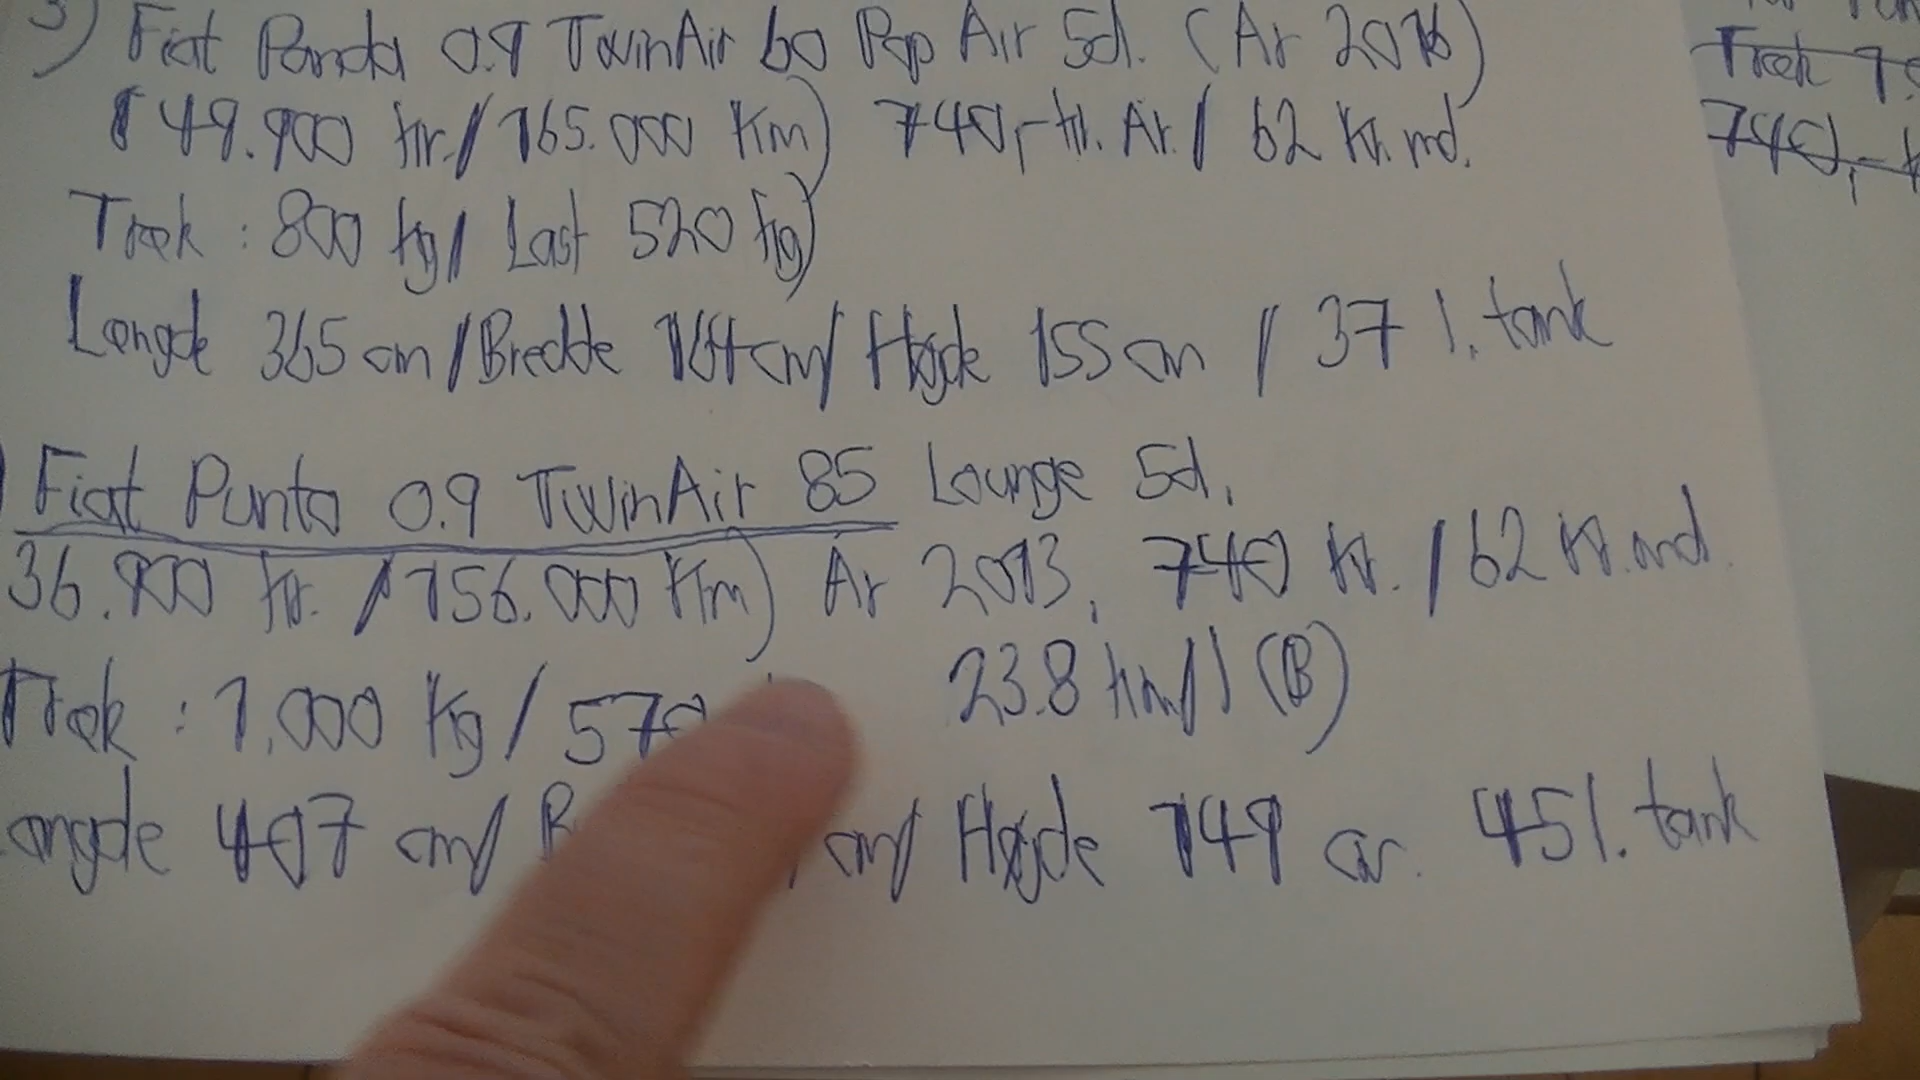 3) Fiat Panda 0.9 TwinAir 60 Pop Air 5d. (År 2016)
(49.900 kr./165.000 Km) 740,- kr. År./ 62 Kr. md.
Træk : 800 kg/ Last 520 kg)
Længde 365 cm/Bredde 164 cm/ Højde 155 cm / 37 l. tank
Fiat Punto 0.9 TwinAir 85 Lounge 5d.
36.900 kr. /156.000 Km) År 2013, 740 kr. / 62 Kr. md.
Træk : 1.000 Kg/ 570 23.8 km/l (B)
ængde 407 cm/ B cm/ Højde 149 cm. 45 l. tank
Træk
740,-